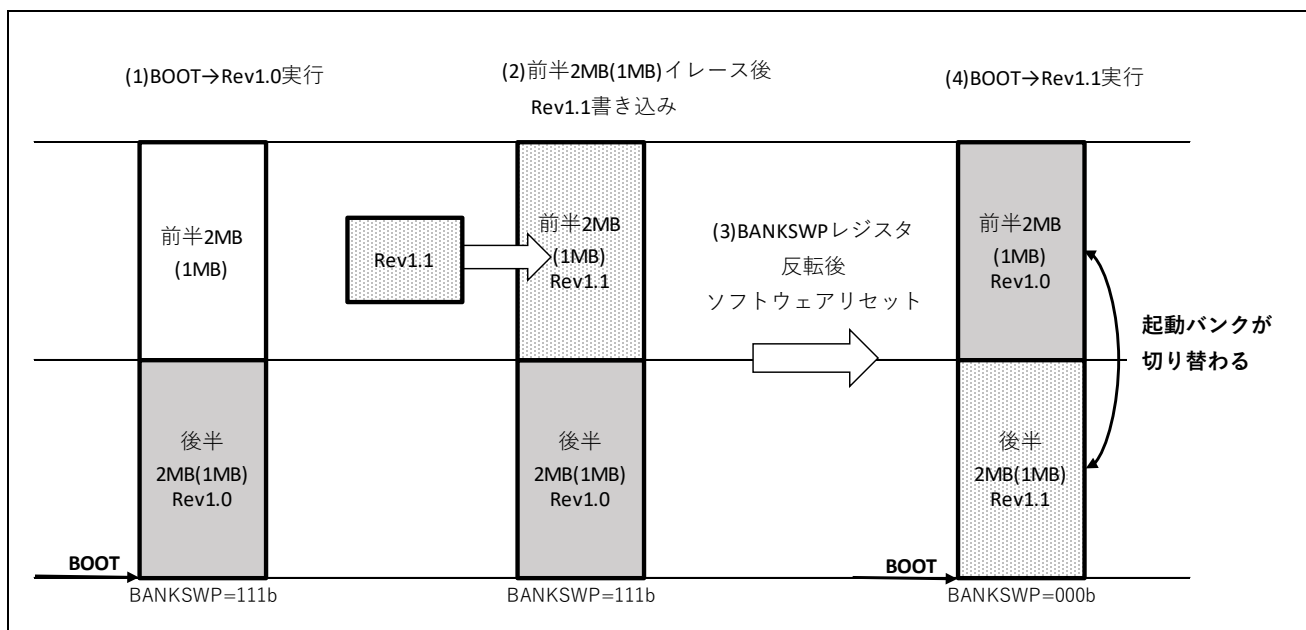 (1)BOOT→Rev1.0実行
(2)前半2MB(1MB)イレース後
Rev1.1書き込み
(4)BOOT→Rev1.1実行
前半2MB
(1MB)
Rev1.1
前半2MB
(1MB)
Rev1.1
(3)BANKSWPレジスタ
反転後
ソフトウェアリセット
前半2MB
(1MB)
Rev1.0
起動バンクが
切り替わる
後半
2MB(1MB)
Rev1.0
後半
2MB(1MB)
Rev1.0
後半
2MB(1MB)
Rev1.1
BOOT
BOOT
BANKSWP=111b
BANKSWP=111b
BANKSWP=000b